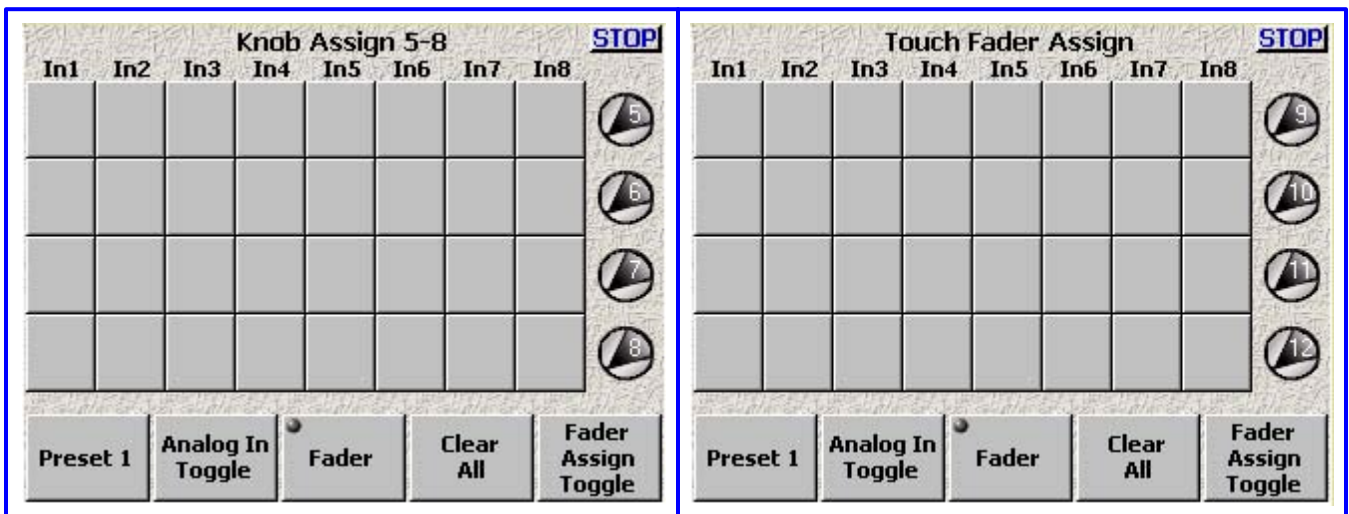 Knob Assign 5-8 STOP
In1 In2 In3 In4 In5 In6 In7 In8
5
6
7
8
Preset 1
Analog In
Toggle
Fader
Clear
All
Fader
Assign
Toggle
Touch Fader Assign STOP
In1 In2 In3 In4 In5 In6 In7 In8
9
10
11
12
Preset 1
Analog In
Toggle
Fader
Clear
All
Fader
Assign
Toggle